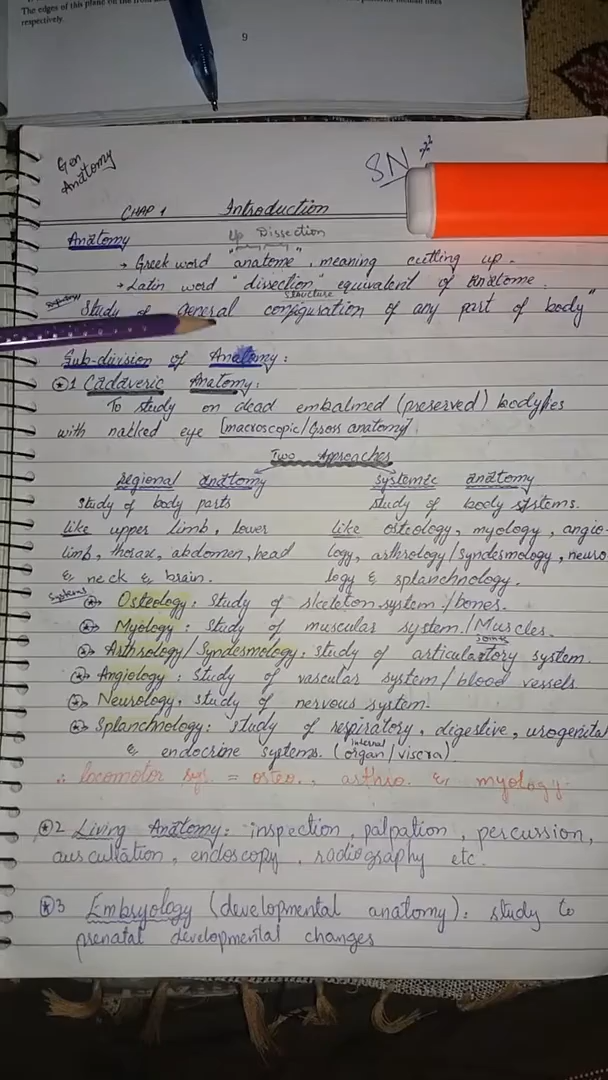 The edges of this plane on the
respectively.
9
Gen
Anatomy
SN
CHAP 1 Introduction
Anatomy
up Dissection
→ Greek word "anatome", meaning cutting up.
→ Latin word "dissection" equivalent of anatome
structure
"Study of general configuration of any part of body"
Sub-division of Anatomy:
1 Cadaveric Anatomy:
To study on dead embalmed (preserved) body/ies
with natked eye [macroscopic/Gross anatomy]
Two Approaches
regional anatomy
study of body parts
like upper limb, lower
limb, thorax, abdomen, head
& neck & brain.
systemic anatomy
study of body systems.
like osteology, myology, angio-
logy, arthrology/syndesmology, neuro
logy & splanchnology.
Systems
Osteology: Study of skeleton system/bones.
Myology: Study of muscular system/Muscles.
joints
Arthrology/Syndesmology: study of articulatory system.
Angiology: Study of vascular system/blood vessels
Neurology: study of nervous system.
Splanchnology: study of respiratory, digestive, urogenital
internal
& endocrine systems. (organ/viscra)
∴ locomotor sys. = osteo., arthro. & myology.
2 Living Anatomy: inspection, palpation, percussion,
auscultation, endoscopy, radiography etc.
3 Embryology (developmental anatomy): study to
prenatal developmental changes